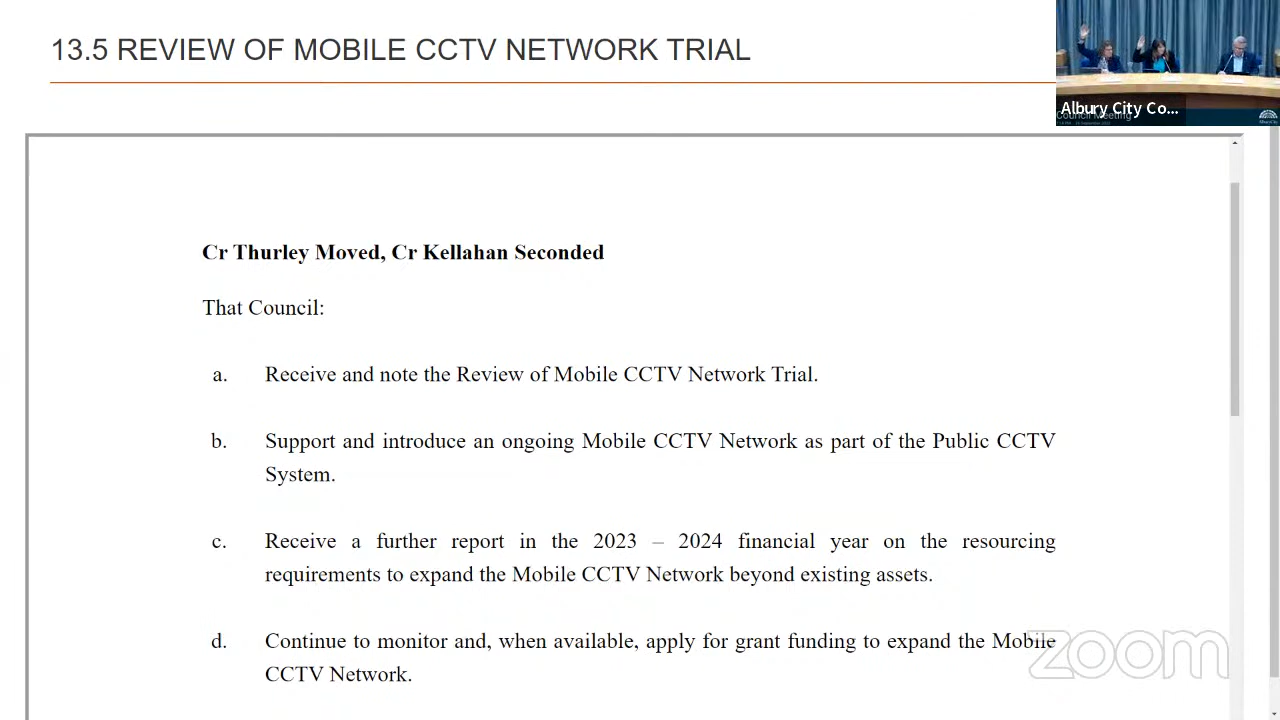 13.5 REVIEW OF MOBILE CCTV NETWORK TRIAL
Albury City Co...
Council Meeting
Cr Thurley Moved, Cr Kellahan Seconded
That Council:
a. Receive and note the Review of Mobile CCTV Network Trial.
b. Support and introduce an ongoing Mobile CCTV Network as part of the Public CCTV
System.
c. Receive a further report in the 2023 – 2024 financial year on the resourcing
requirements to expand the Mobile CCTV Network beyond existing assets.
d. Continue to monitor and, when available, apply for grant funding to expand the Mobile
CCTV Network.
zoom